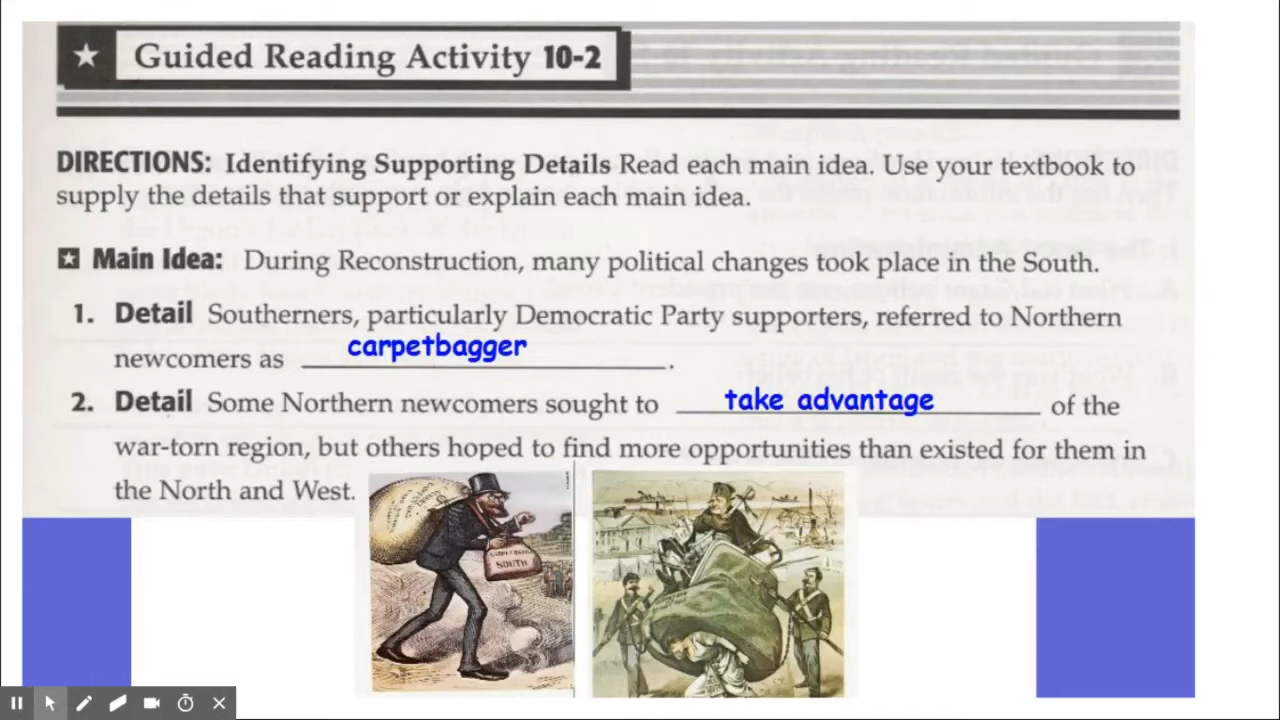 Guided Reading Activity 10-2
DIRECTIONS: Identifying Supporting Details Read each main idea. Use your textbook to
supply the details that support or explain each main idea.
Main Idea: During Reconstruction, many political changes took place in the South.
1. Detail Southerners, particularly Democratic Party supporters, referred to Northern
newcomers as carpetbagger.
2. Detail Some Northern newcomers sought to take advantage of the
war-torn region, but others hoped to find more opportunities than existed for them in
the North and West.
SOUTH